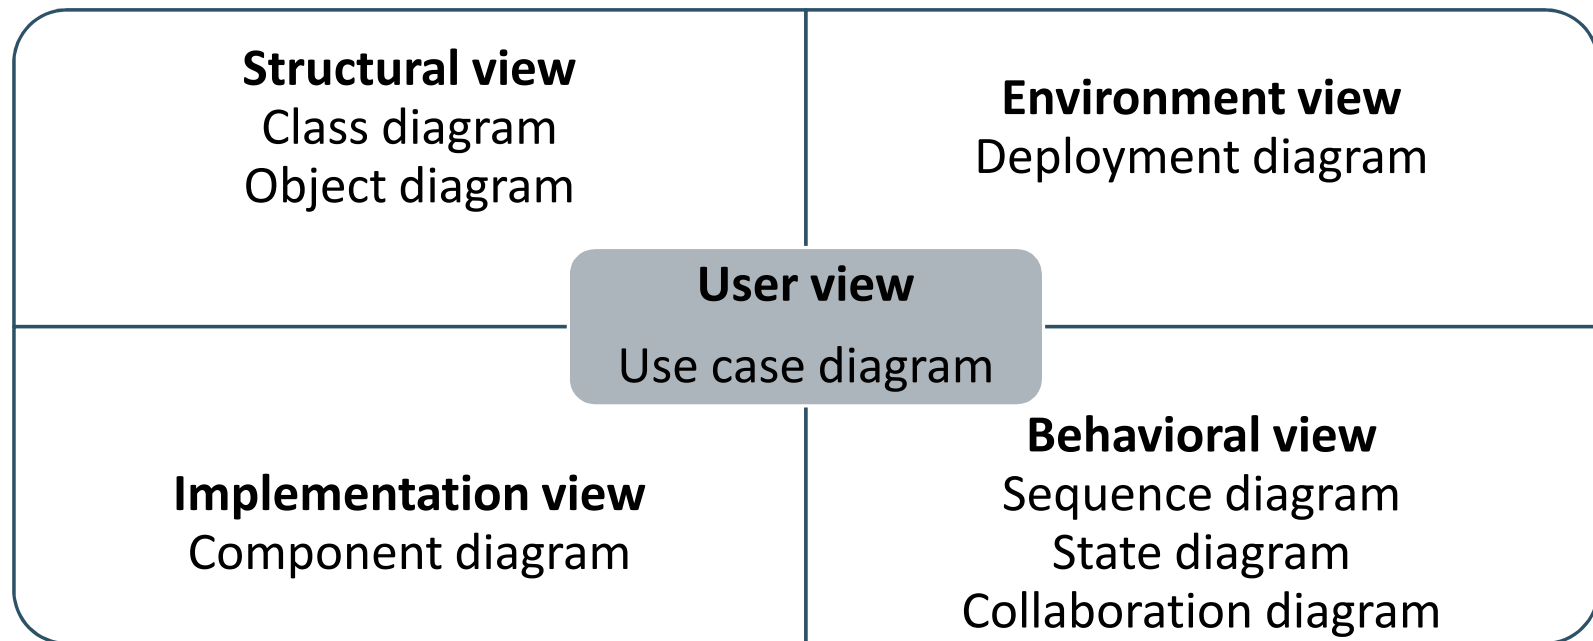 Structural view
Class diagram
Object diagram
Environment view
Deployment diagram
User view
Use case diagram
Implementation view
Component diagram
Behavioral view
Sequence diagram
State diagram
Collaboration diagram